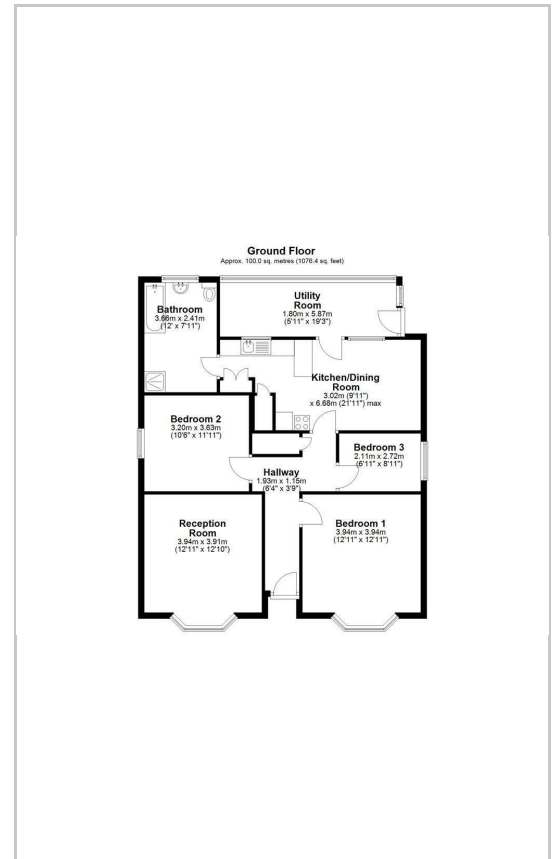 Ground Floor
Approx. 100.0 sq. metres (1076.4 sq. feet)
Utility
Room
1.80m x 5.87m
(5'11" x 19'3")
Bathroom
3.66m x 2.41m
(12' x 7'11")
Kitchen/Dining
Room
3.02m (9'11")
x 6.68m (21'11") max
Bedroom 2
3.20m x 3.63m
(10'6" x 11'11")
Bedroom 3
2.11m x 2.72m
(6'11" x 8'11")
Hallway
1.93m x 1.15m
(6'4" x 3'9")
Reception
Room
3.94m x 3.91m
(12'11" x 12'10")
Bedroom 1
3.94m x 3.94m
(12'11" x 12'11")